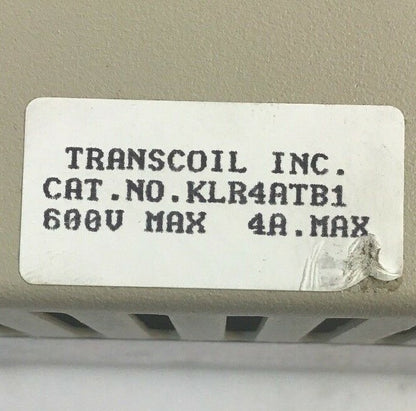 TRANSCOIL INC.
CAT.NO.KLR4ATB1
600V MAX 4A.MAX